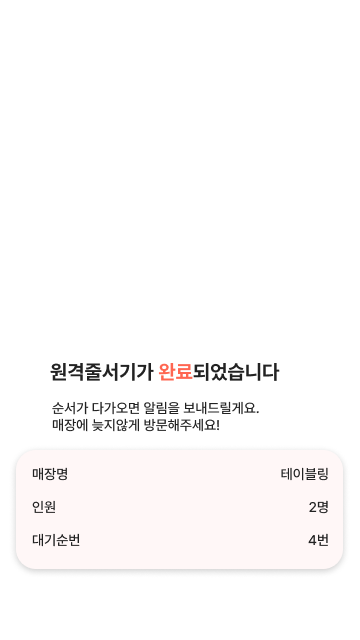 원격줄서기가 완료되었습니다
순서가 다가오면 알림을 보내드릴게요.
매장에 늦지않게 방문해주세요!
매장명 테이블링
인원 2명
대기순번 4번